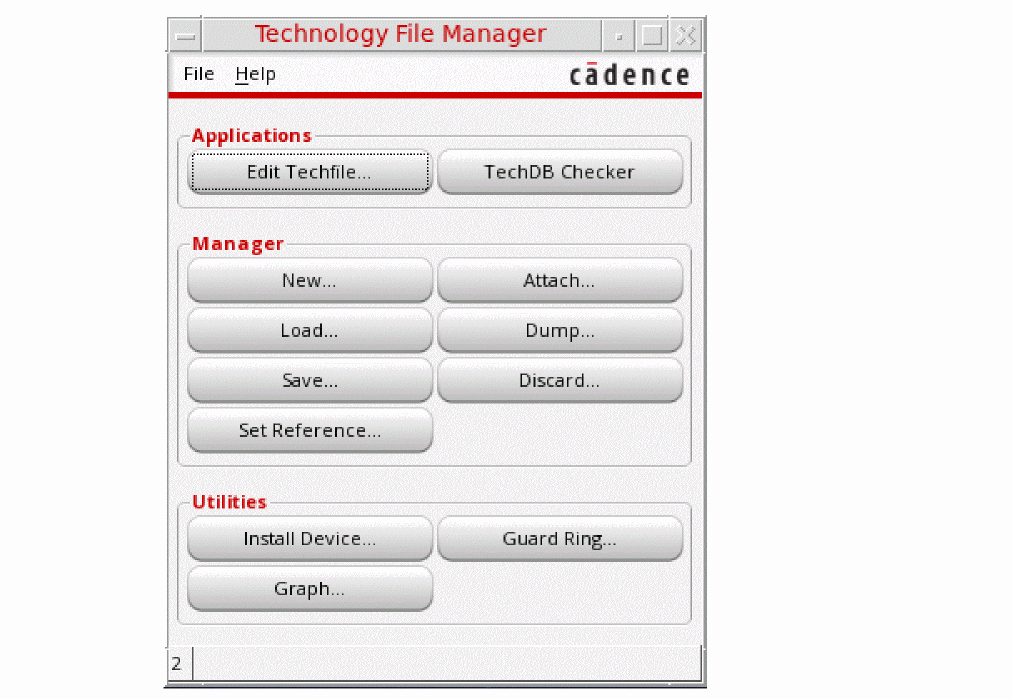 Technology File Manager
File Help cādence
Applications
Edit Techfile... TechDB Checker
Manager
New... Attach...
Load... Dump...
Save... Discard...
Set Reference...
Utilities
Install Device... Guard Ring...
Graph...
2